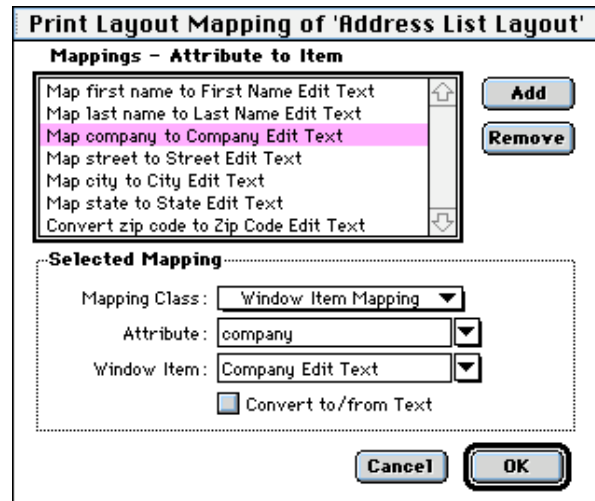 Print Layout Mapping of 'Address List Layout'
Mappings - Attribute to Item
Map first name to First Name Edit Text
Map last name to Last Name Edit Text
Map company to Company Edit Text
Map street to Street Edit Text
Map city to City Edit Text
Map state to State Edit Text
Convert zip code to Zip Code Edit Text
Add
Remove
Selected Mapping
Mapping Class: Window Item Mapping
Attribute: company
Window Item: Company Edit Text
Convert to/from Text
Cancel OK